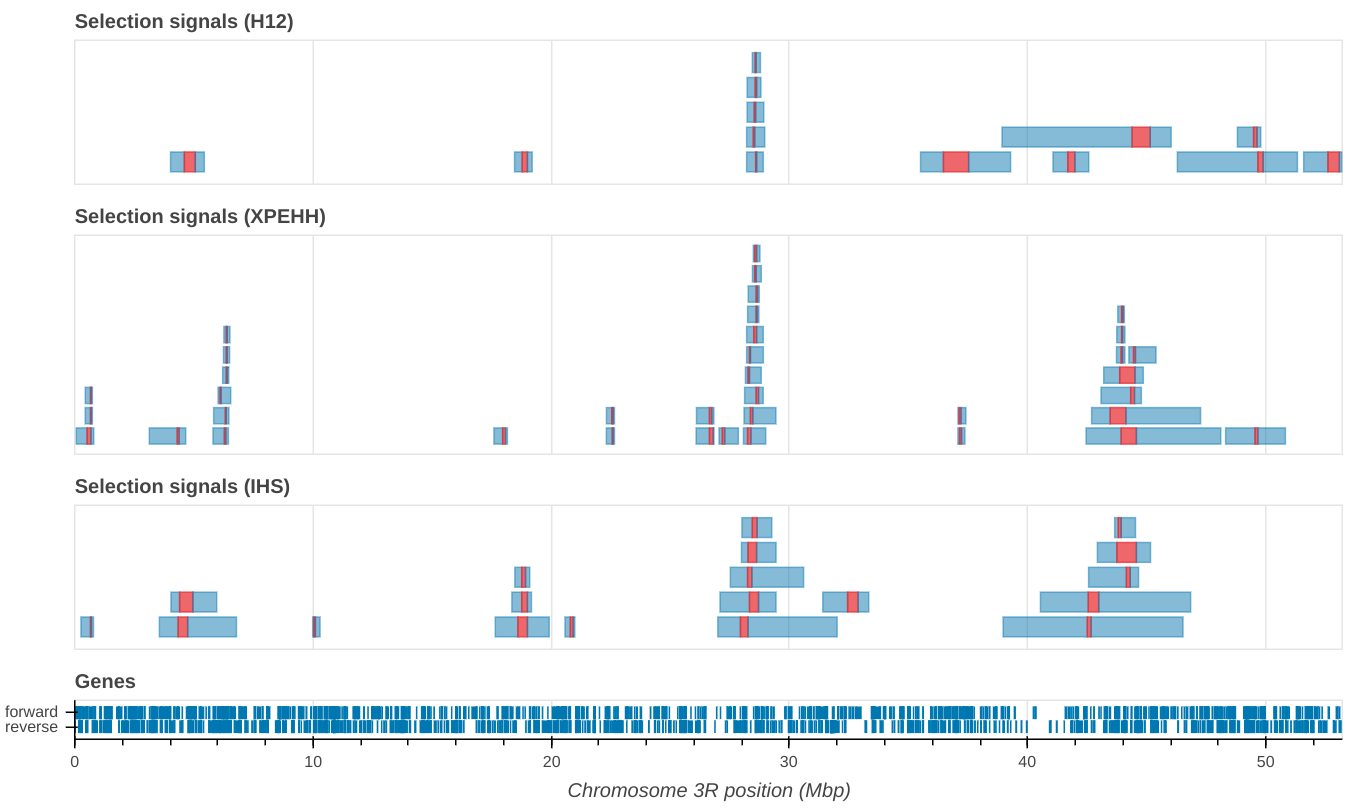 Selection signals (H12)
Selection signals (XPEHH)
Selection signals (IHS)
Genes
forward
reverse
0 10 20 30 40 50
Chromosome 3R position (Mbp)